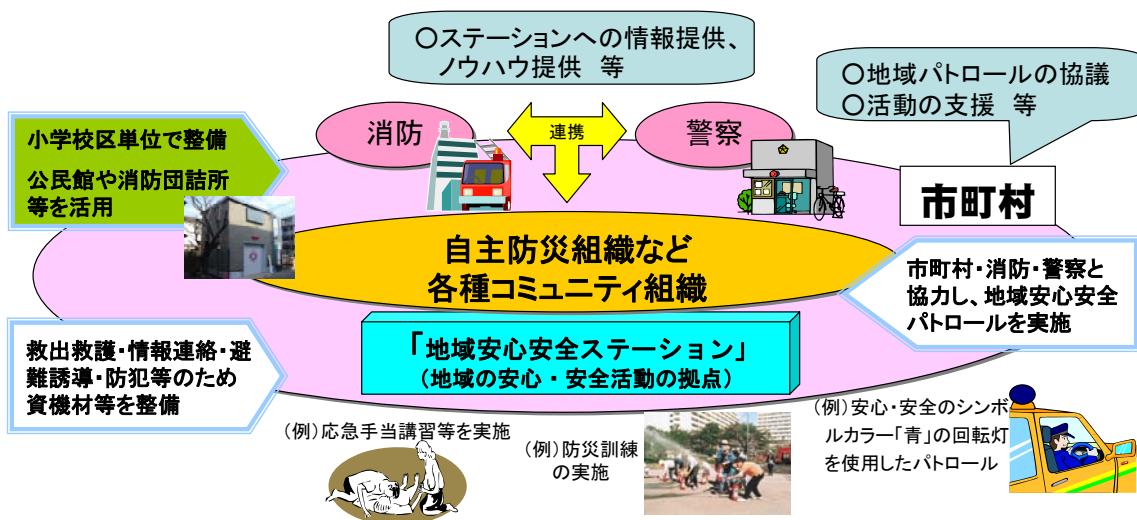 ○ステーションへの情報提供、
ノウハウ提供 等
○地域パトロールの協議
○活動の支援 等
小学校区単位で整備
公民館や消防団詰所
等を活用
消防
連携
警察
市町村
自主防災組織など
各種コミュニティ組織
市町村・消防・警察と
協力し、地域安心安全
パトロールを実施
「地域安心安全ステーション」
(地域の安心・安全活動の拠点)
救出救護・情報連絡・避
難誘導・防犯等のため
資機材等を整備
(例)応急手当講習等を実施
(例)防災訓練
の実施
(例)安心・安全のシンボ
ルカラー「青」の回転灯
を使用したパトロール